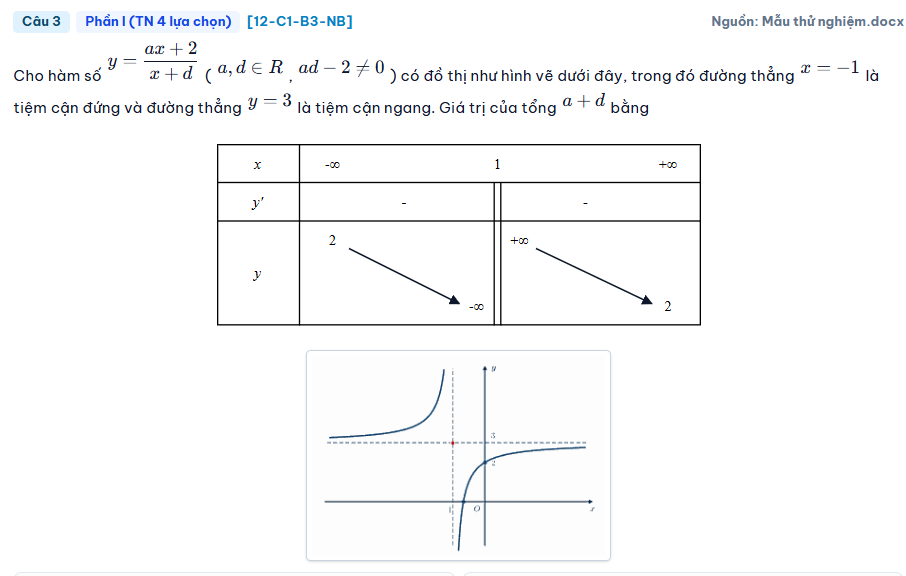 Câu 3 Phần I (TN 4 lựa chọn) [12-C1-B3-NB] Nguồn: Mẫu thử nghiệm.docx
Cho hàm số y = \frac{ax + 2}{x + d} ( a, d ∈ R , ad − 2 ≠ 0 ) có đồ thị như hình vẽ dưới đây, trong đó đường thẳng x = −1 là
tiệm cận đứng và đường thẳng y = 3 là tiệm cận ngang. Giá trị của tổng a + d bằng
x -∞ 1 +∞
y' - -
2 +∞
y
-∞ 2
y
3
2
O
x